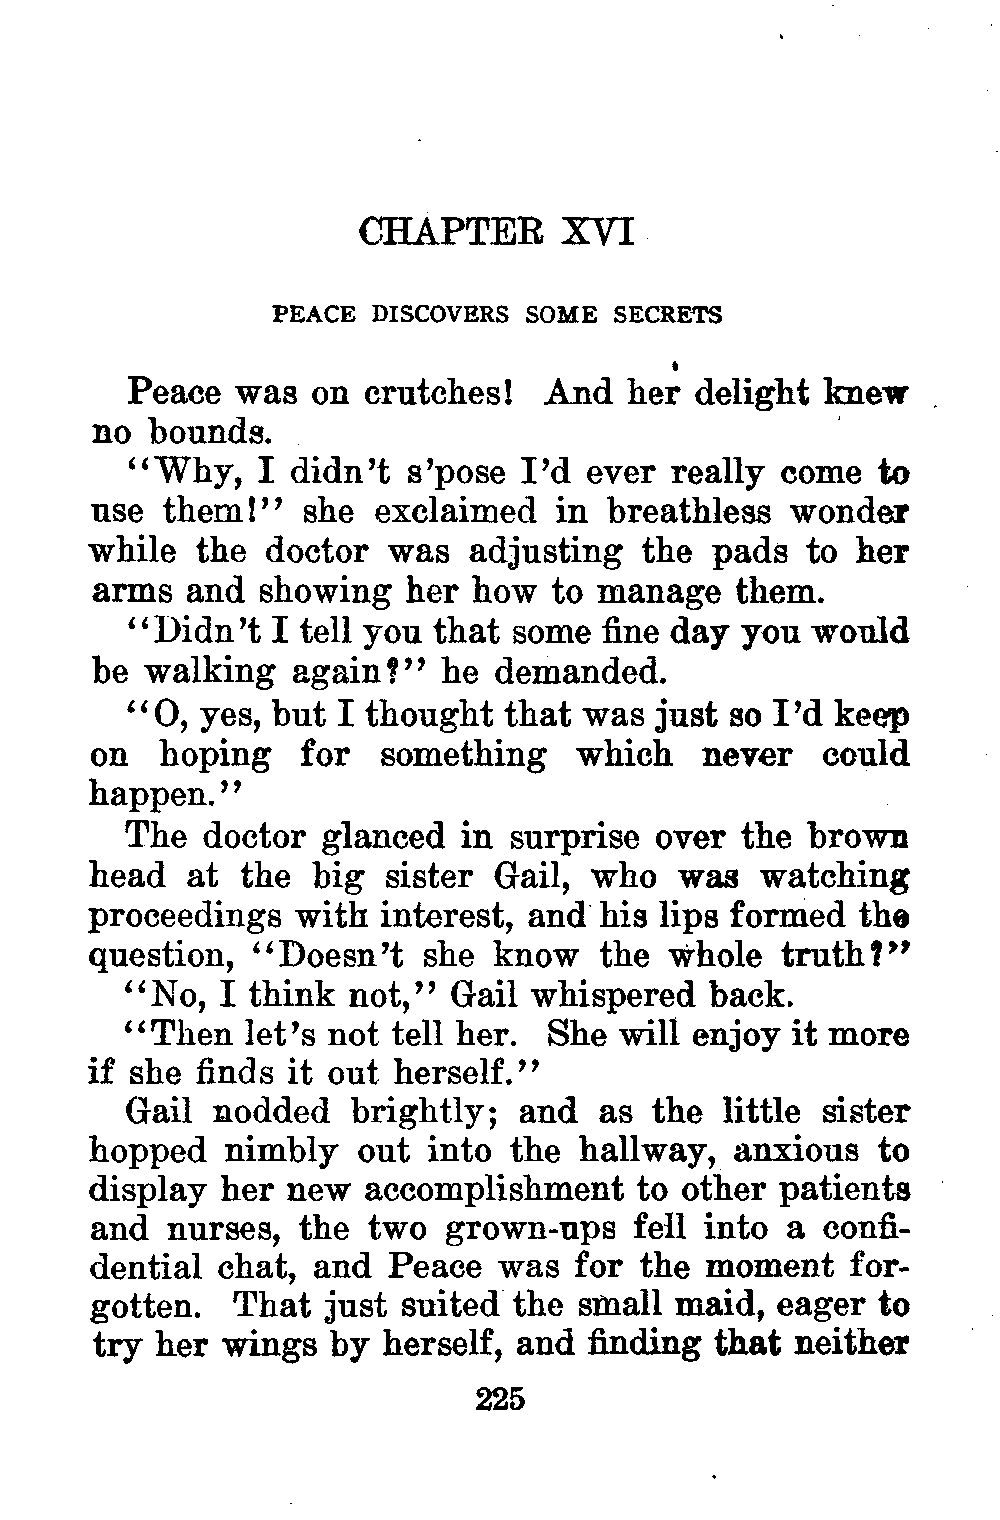 CHAPTER XVI
PEACE DISCOVERS SOME SECRETS
Peace was on crutches! And her delight knew
no bounds.
“Why, I didn’t s’pose I’d ever really come to
use them!” she exclaimed in breathless wonder
while the doctor was adjusting the pads to her
arms and showing her how to manage them.
“Didn’t I tell you that some fine day you would
be walking again?” he demanded.
“O, yes, but I thought that was just so I’d keep
on hoping for something which never could
happen.”
The doctor glanced in surprise over the brown
head at the big sister Gail, who was watching
proceedings with interest, and his lips formed the
question, “Doesn’t she know the whole truth?”
“No, I think not,” Gail whispered back.
“Then let’s not tell her. She will enjoy it more
if she finds it out herself.”
Gail nodded brightly; and as the little sister
hopped nimbly out into the hallway, anxious to
display her new accomplishment to other patients
and nurses, the two grown-ups fell into a confi-
dential chat, and Peace was for the moment for-
gotten. That just suited the small maid, eager to
try her wings by herself, and finding that neither
225